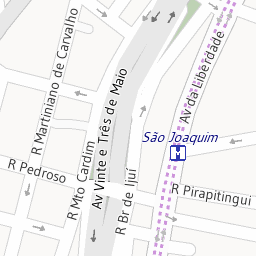 R Martiniano de Carvalho
Av Vinte e Três de Maio
Av da Liberdade
São Joaquim
M
R Pedroso
R Mto Cardim
R Br de Ijuí
R Pirapitingui